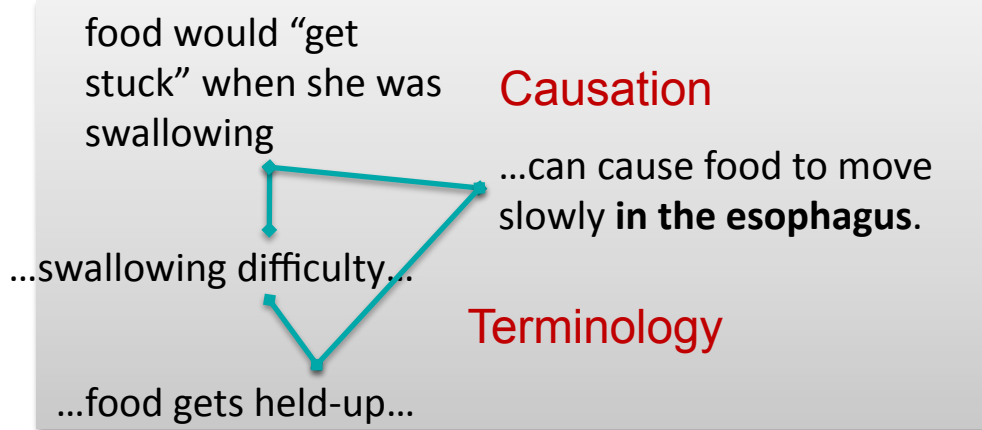 food would “get
stuck” when she was
swallowing
Causation
…can cause food to move
slowly in the esophagus.
…swallowing difficulty…
Terminology
…food gets held-up…